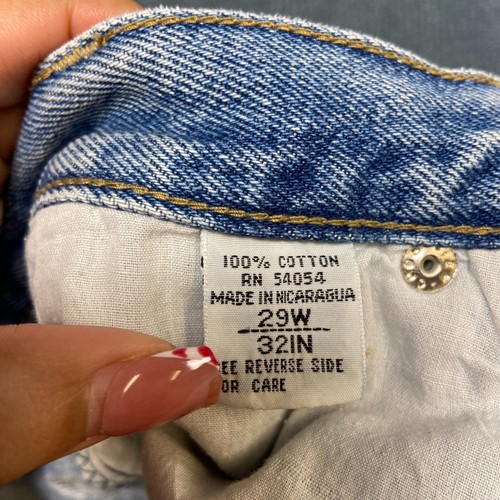 100% COTTON
RN 54054
MADE IN NICARAGUA
29W
32IN
EE REVERSE SIDE
OR CARE